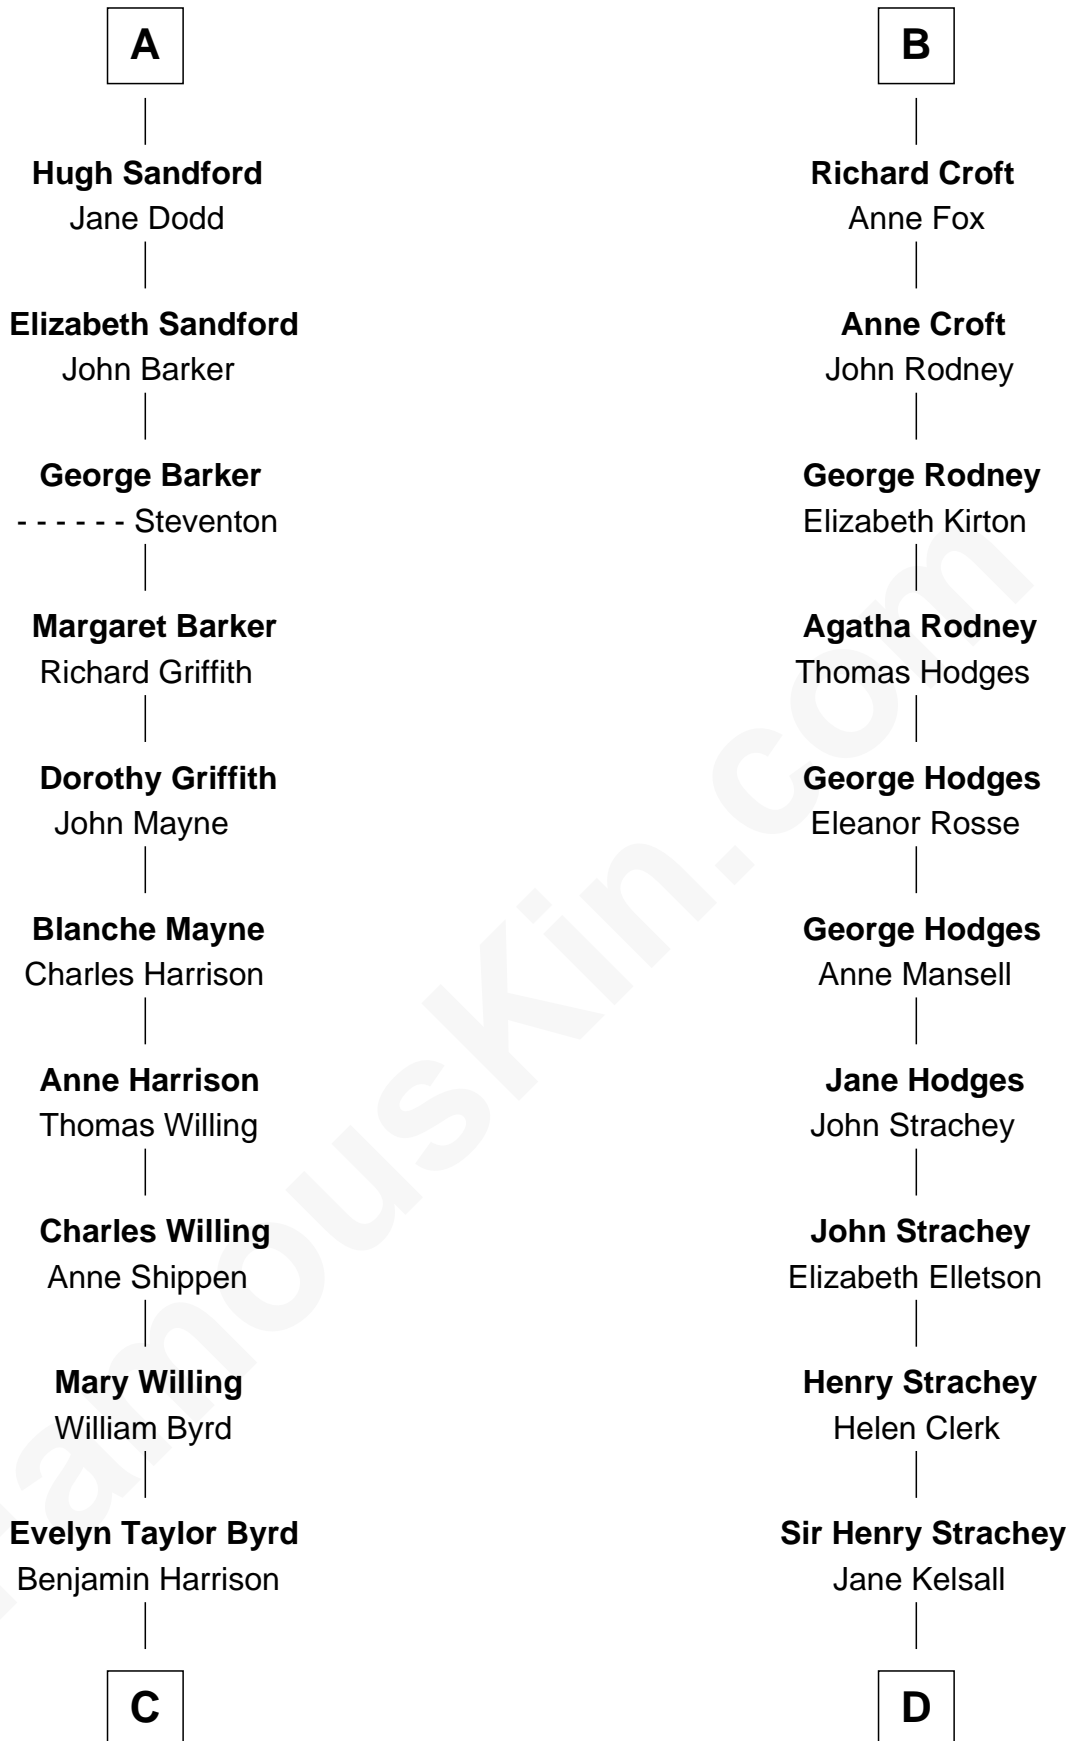 A
Hugh Sandford
Jane Dodd
Elizabeth Sandford
John Barker
George Barker
- - - - - - Steventon
Margaret Barker
Richard Griffith
Dorothy Griffith
John Mayne
Blanche Mayne
Charles Harrison
Anne Harrison
Thomas Willing
Charles Willing
Anne Shippen
Mary Willing
William Byrd
Evelyn Taylor Byrd
Benjamin Harrison
C
B
Richard Croft
Anne Fox
Anne Croft
John Rodney
George Rodney
Elizabeth Kirton
Agatha Rodney
Thomas Hodges
George Hodges
Eleanor Rosse
George Hodges
Anne Mansell
Jane Hodges
John Strachey
John Strachey
Elizabeth Elletson
Henry Strachey
Helen Clerk
Sir Henry Strachey
Jane Kelsall
D
FamousKin.com